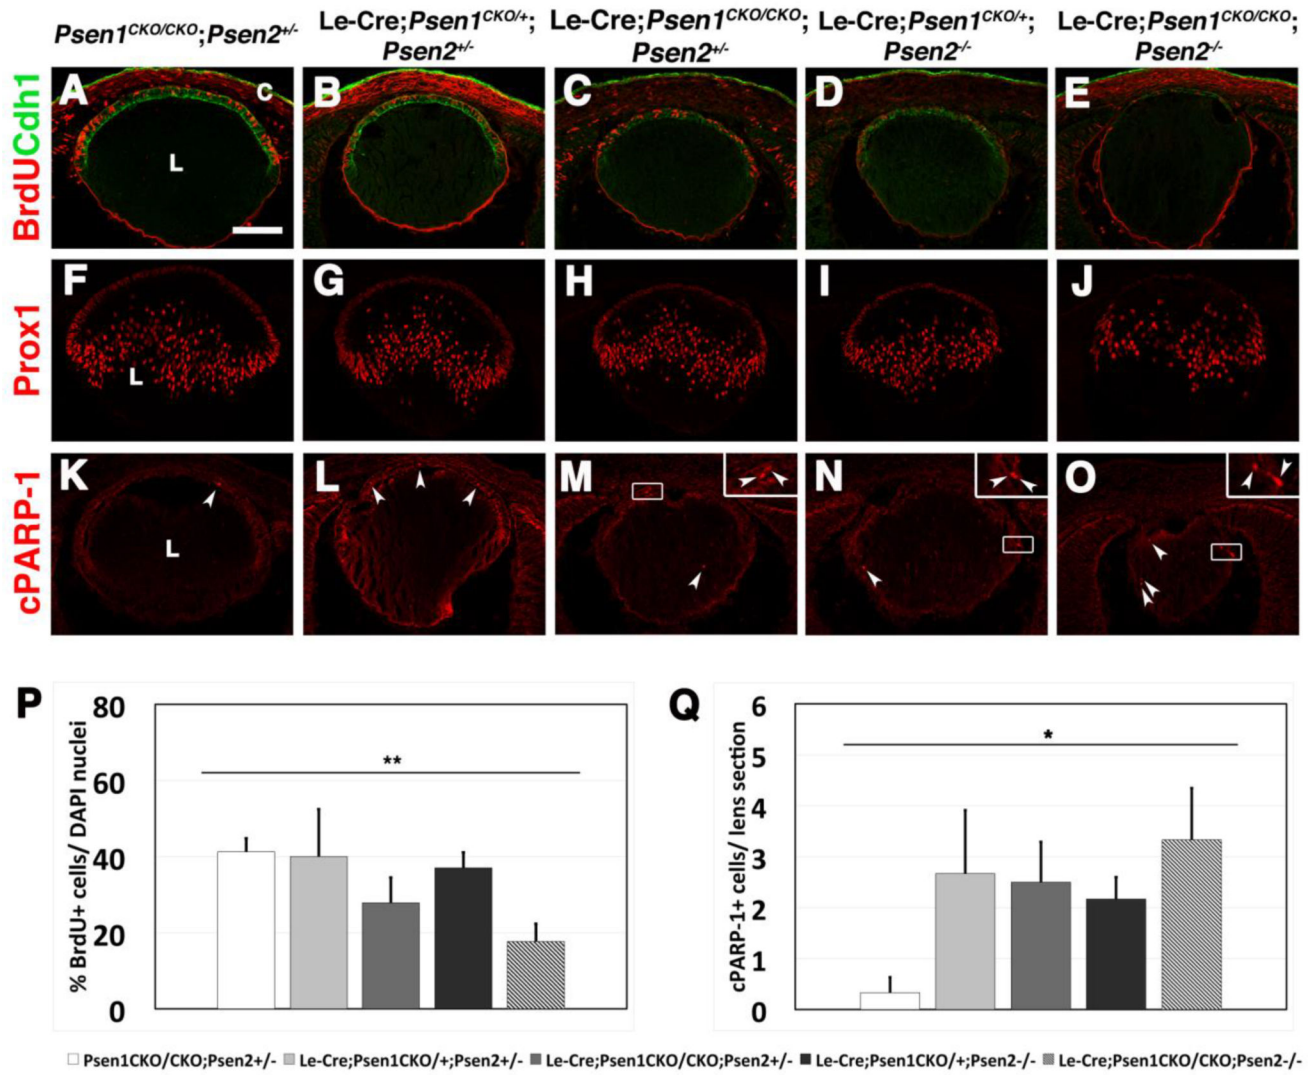 Psen1CKO/CKO;Psen2+/-
Le-Cre;Psen1CKO/+;
Psen2+/-
Le-Cre;Psen1CKO/CKO;
Psen2+/-
Le-Cre;Psen1CKO/+;
Psen2-/-
Le-Cre;Psen1CKO/CKO;
Psen2-/-
BrdUCdh1
A
c
L
B
C
D
E
Prox1
F
L
G
H
I
J
cPARP-1
K
L
L
M
N
O
P
% BrdU+ cells/ DAPI nuclei
80
60
40
20
0
**
Q
cPARP-1+ cells/ lens section
6
5
4
3
2
1
0
*
Psen1CKO/CKO;Psen2+/-
Le-Cre;Psen1CKO/+;Psen2+/-
Le-Cre;Psen1CKO/CKO;Psen2+/-
Le-Cre;Psen1CKO/+;Psen2-/-
Le-Cre;Psen1CKO/CKO;Psen2-/-